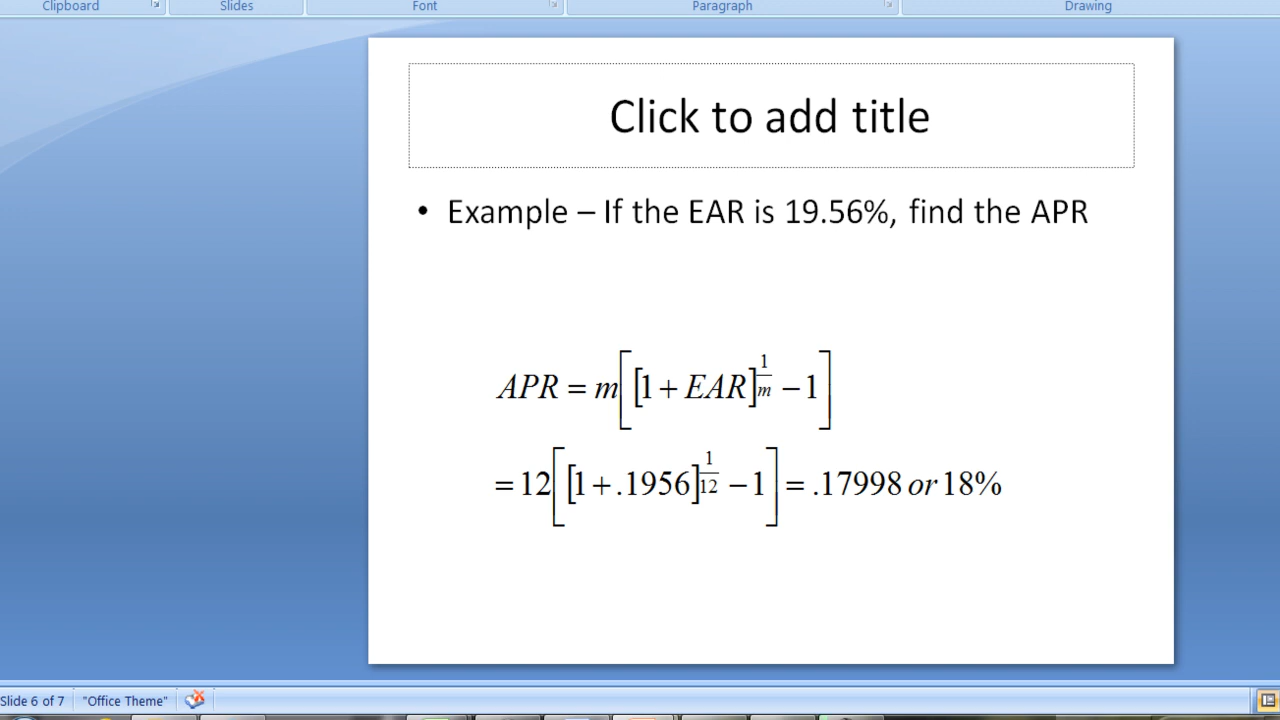 Clipboard Slides Font Paragraph Drawing
Click to add title
• Example – If the EAR is 19.56%, find the APR
APR = m[[1 + EAR]^(1/m) − 1]
= 12[[1 + .1956]^(1/12) − 1] = .17998 or 18%
Slide 6 of 7 "Office Theme"